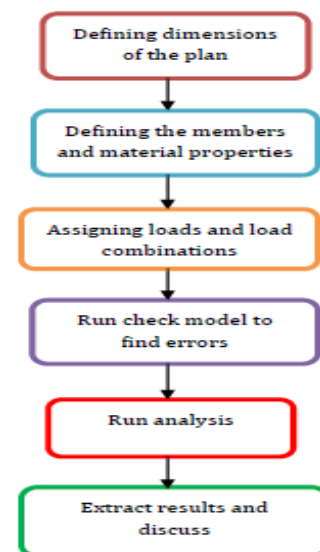 Defining dimensions
of the plan
Defining the members
and material properties
Assigning loads and load
combinations
Run check model to
find errors
Run analysis
Extract results and
discuss